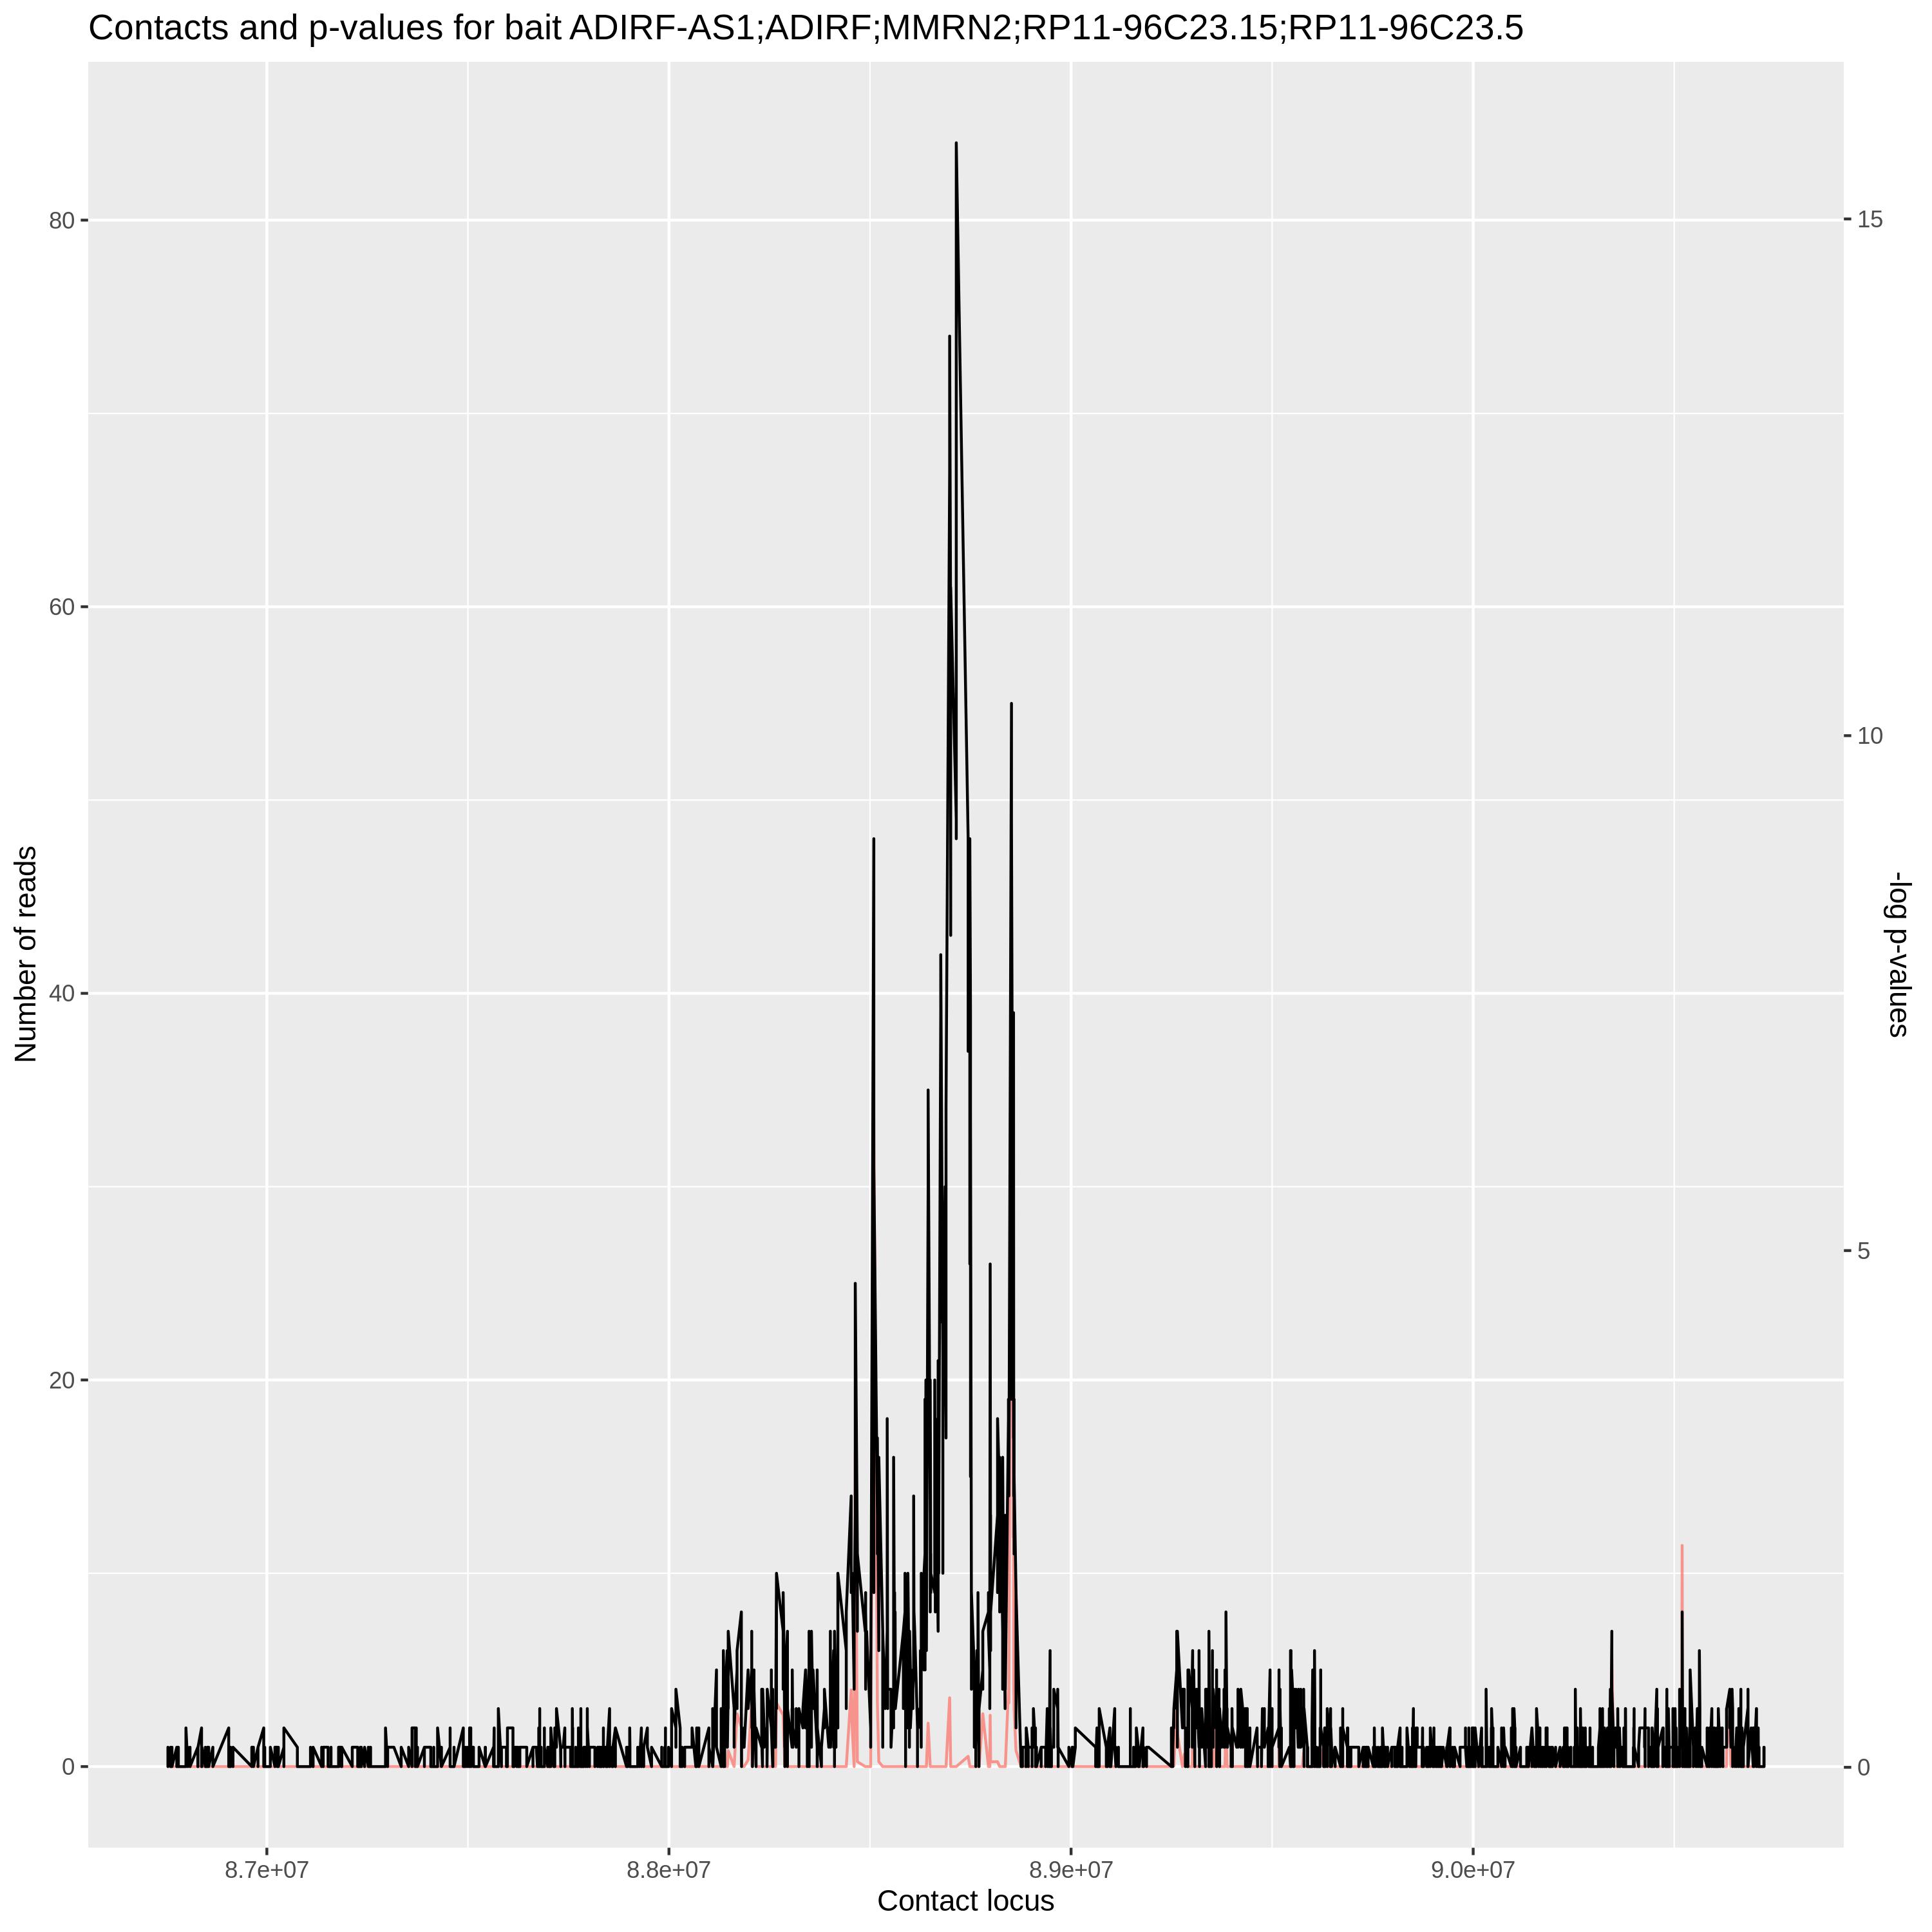 Contacts and p-values for bait ADIRF-AS1;ADIRF;MMRN2;RP11-96C23.15;RP11-96C23.5
80
60
40
20
0
Number of reads
15
10
5
0
-log p-values
8.7e+07
8.8e+07
8.9e+07
9.0e+07
Contact locus